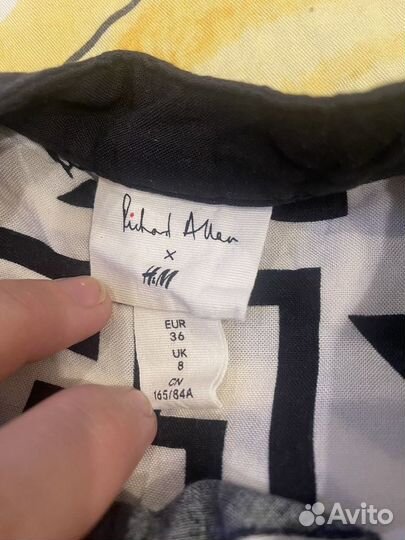 Richard Allan
x
H&M
EUR
36
UK
8
CN
165/84A
Avito